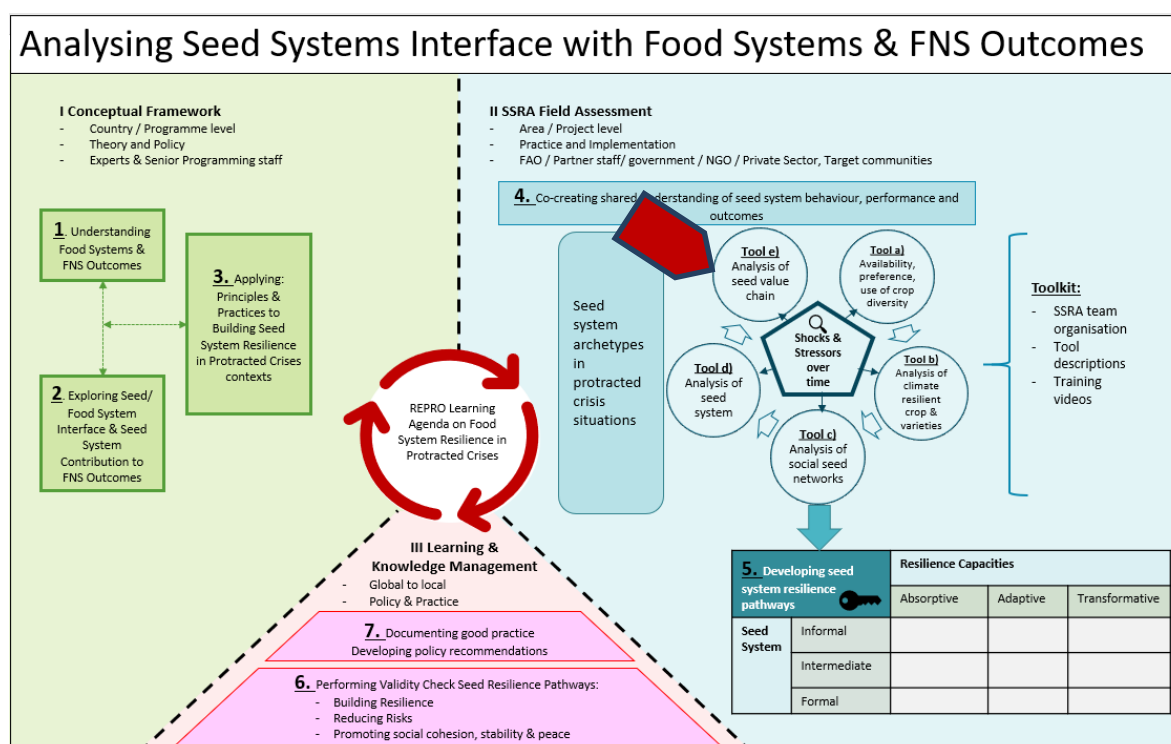 Analysing Seed Systems Interface with Food Systems & FNS Outcomes
I Conceptual Framework
- Country / Programme level
- Theory and Policy
- Experts & Senior Programming staff
1. Understanding
Food Systems &
FNS Outcomes
3. Applying:
Principles &
Practices to
Building Seed
System Resilience
in Protracted Crises
contexts
2. Exploring Seed/
Food System
Interface & Seed
System
Contribution to
FNS Outcomes
REPRO Learning
Agenda on Food
System Resilience in
Protracted Crises
II SSRA Field Assessment
- Area / Project level
- Practice and Implementation
- FAO / Partner staff/ government / NGO / Private Sector, Target communities
4. Co-creating shared understanding of seed system behaviour, performance and
outcomes
Seed
system
archetypes
in
protracted
crisis
situations
Tool e)
Analysis of
seed value
chain
Tool a)
Availability,
preference,
use of crop
diversity
Shocks &
Stressors
over
time
Tool d)
Analysis of
seed
system
Tool b)
Analysis of
climate
resilient
crop &
varieties
Tool c)
Analysis of
social seed
networks
Toolkit:
- SSRA team
organisation
- Tool
descriptions
- Training
videos
5. Developing seed
system resilience
pathways
Resilience Capacities
Absorptive
Adaptive
Transformative
Seed
System
Informal
Intermediate
Formal
III Learning &
Knowledge Management
- Global to local
- Policy & Practice
7. Documenting good practice
Developing policy recommendations
6. Performing Validity Check Seed Resilience Pathways:
- Building Resilience
- Reducing Risks
- Promoting social cohesion, stability & peace